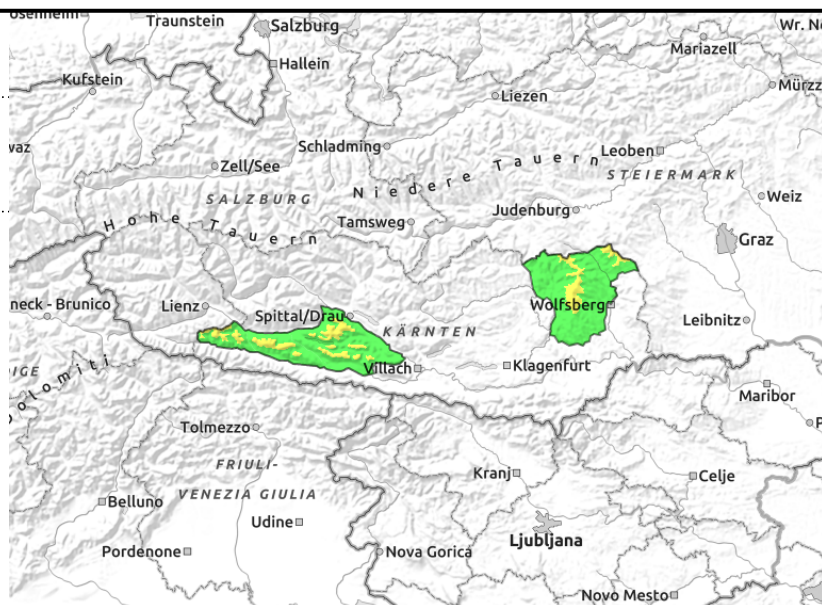 Traunstein
Salzburg
Wr.
Mariazell
Hallein
Kufstein
Liezen
Mürzz
Schladming
Leoben
Zell/See
STEIERMARK
SALZBURG
Niedere Tauern
Weiz
Judenburg
Hohe Tauern
Tamsweg
Graz
neck - Brunico
Lienz
Wolfsberg
Spittal/Drau
KÄRNTEN
Leibnitz
Villach
Klagenfurt
IGE
Dolomiti
Maribor
Tolmezzo
FRIULI-
VENEZIA GIULIA
Kranj
Celje
Belluno
Udine
Ljubljana
Pordenone
Nova Gorica
Novo Mesto